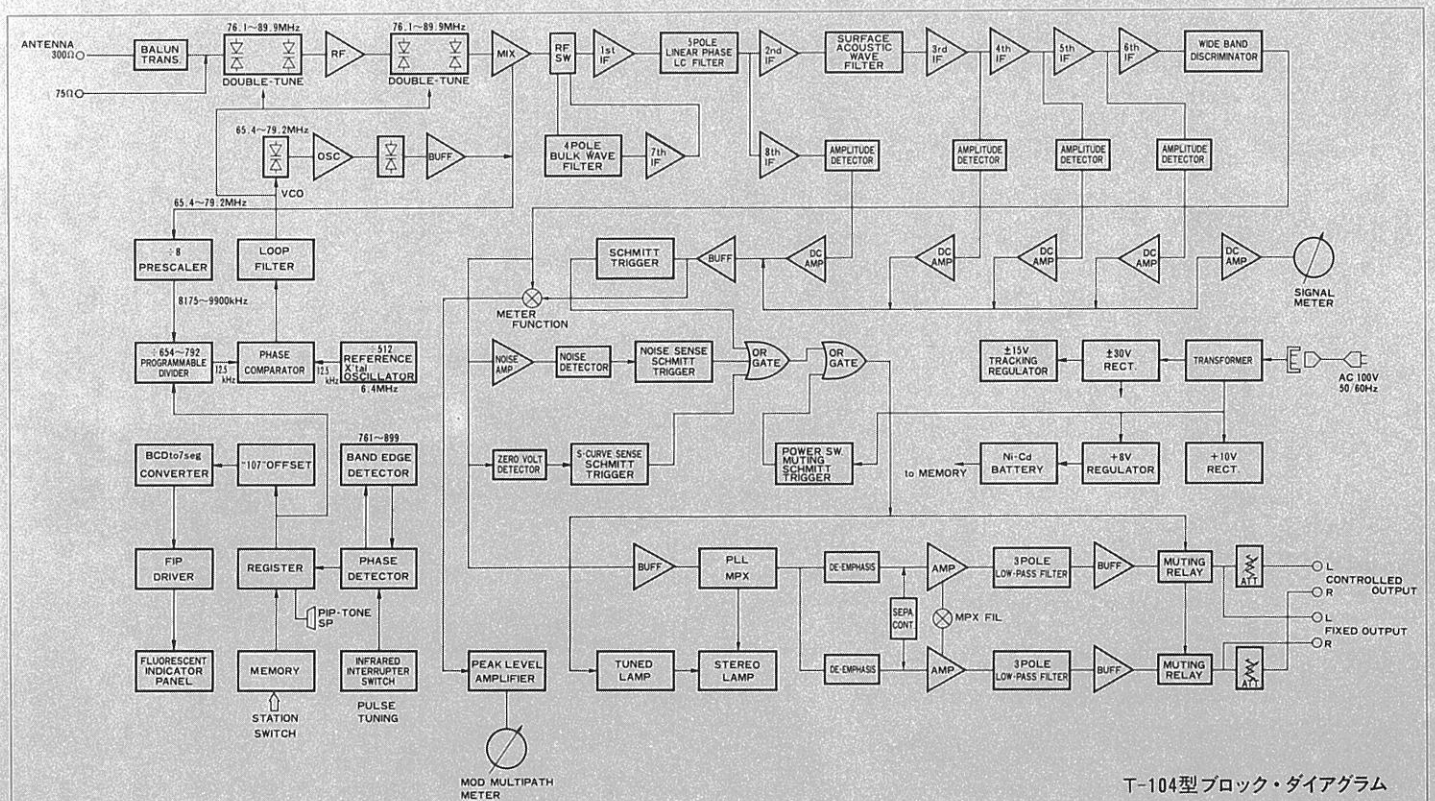 ANTENNA
300Ω
75Ω
BALUN
TRANS.
76.1~89.9MHz
DOUBLE-TUNE
RF
76.1~89.9MHz
DOUBLE-TUNE
MIX
RF
SW
1st
IF
5POLE
LINEAR PHASE
LC FILTER
2nd
IF
SURFACE
ACOUSTIC
WAVE
FILTER
3rd
IF
4th
IF
5th
IF
6th
IF
WIDE BAND
DISCRIMINATOR
65.4~79.2MHz
OSC
BUFF
VCO
4POLE
BULK WAVE
FILTER
7th
IF
8th
IF
AMPLITUDE
DETECTOR
AMPLITUDE
DETECTOR
AMPLITUDE
DETECTOR
AMPLITUDE
DETECTOR
65.4~79.2MHz
÷8
PRESCALER
LOOP
FILTER
SCHMITT
TRIGGER
BUFF
DC
AMP
DC
AMP
DC
AMP
DC
AMP
DC
AMP
SIGNAL
METER
8175~9900kHz
METER
FUNCTION
÷654~792
PROGRAMMABLE
DIVIDER
12.5
kHz
PHASE
COMPARATOR
12.5
kHz
÷512
REFERENCE
X'tal
OSCILLATOR
6.4MHz
NOISE
AMP
NOISE
DETECTOR
NOISE SENSE
SCHMITT
TRIGGER
OR
GATE
OR
GATE
±15V
TRACKING
REGULATOR
±30V
RECT.
TRANSFORMER
AC 100V
50/60Hz
BCDto7seg
CONVERTER
"107"OFFSET
761~899
BAND EDGE
DETECTOR
ZERO VOLT
DETECTOR
S-CURVE SENSE
SCHMITT
TRIGGER
POWER SW.
MUTING
SCHMITT
TRIGGER
to MEMORY
Ni-Cd
BATTERY
+8V
REGULATOR
+10V
RECT.
FIP
DRIVER
REGISTER
PHASE
DETECTOR
PIP-TONE
SP
BUFF
PLL
MPX
DE-EMPHASIS
AMP
3POLE
LOW-PASS FILTER
BUFF
MUTING
RELAY
ATT
L
CONTROLLED
OUTPUT
R
L
FIXED OUTPUT
R
SEPA
CONT.
MPX FIL
FLUORESCENT
INDICATOR
PANEL
MEMORY
INFRARED
INTERRUPTER
SWITCH
PEAK LEVEL
AMPLIFIER
TUNED
LAMP
STEREO
LAMP
DE-EMPHASIS
AMP
3POLE
LOW-PASS FILTER
BUFF
MUTING
RELAY
ATT
STATION
SWITCH
PULSE
TUNING
MOD MULTIPATH
METER
T-104型ブロック・ダイアグラム